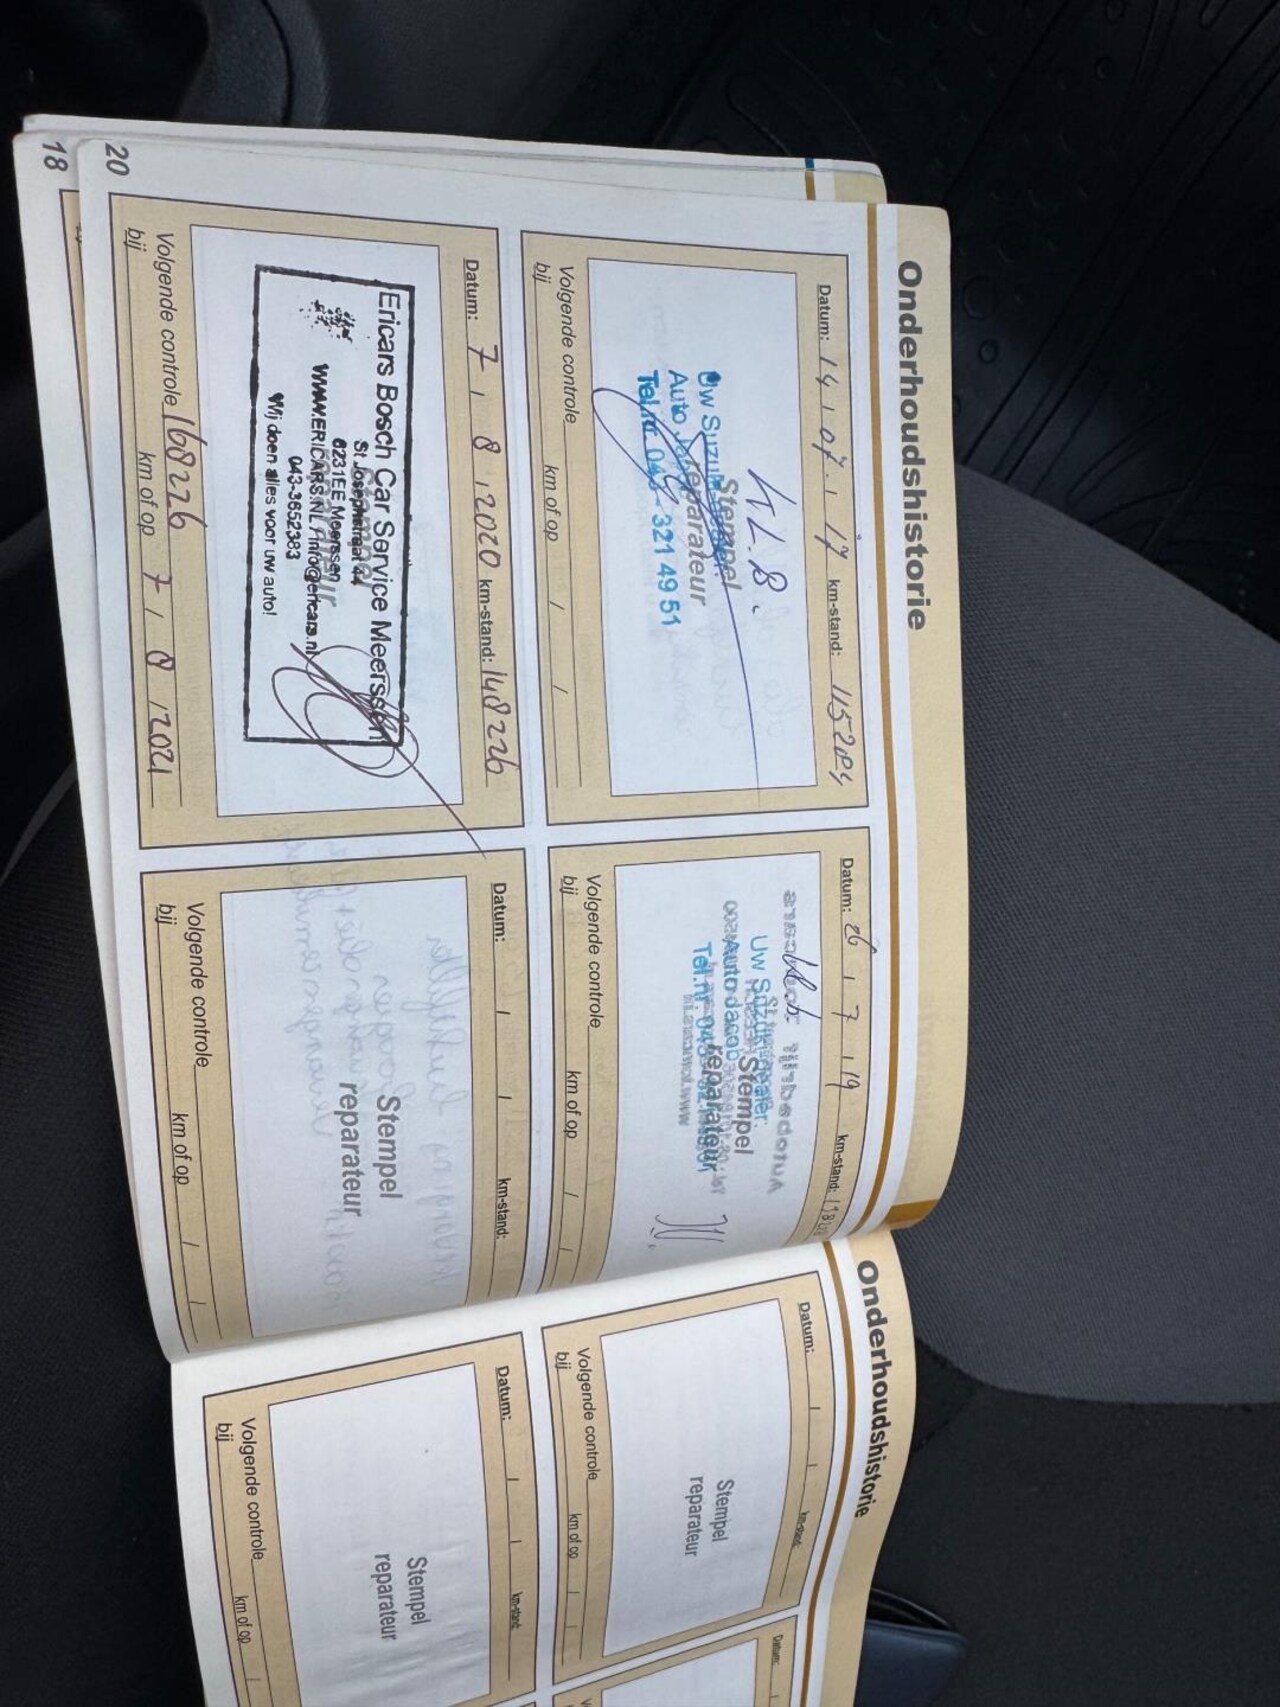 Onderhoudshistorie
Datum: 14 / 07 / 17 km-stand:
Stempel
reparateur
Uw Suzuki
Auto
Tel.nr. 321 49 51
Volgende controle
bij km of op / /
Datum: 26 / 7 / 19 km-stand:
Uw Suzuki dealer:
Auto Jacob
Tel.nr.
Stempel
reparateur
Volgende controle
bij km of op / /
Datum: 7 / 8 / 2020 km-stand: 148226
Ericars Bosch Car Service Meerssen
St Josephstraat 44
6231EE Meerssen
WWW.ERICARS.NL / info@ericars.nl
043-3652383
Wij doen alles voor uw auto!
Stempel
Volgende controle 168226
bij km of op 7 / 8 / 2021
Datum: / / km-stand:
Stempel
reparateur
Volgende controle
bij km of op / /
20
18
Onderhoudshistorie
Datum: / / km-stand:
Stempel
reparateur
Volgende controle
bij km of op / /
Datum:
Datum: / / km-stand:
Stempel
reparateur
Volgende controle
bij km of op /